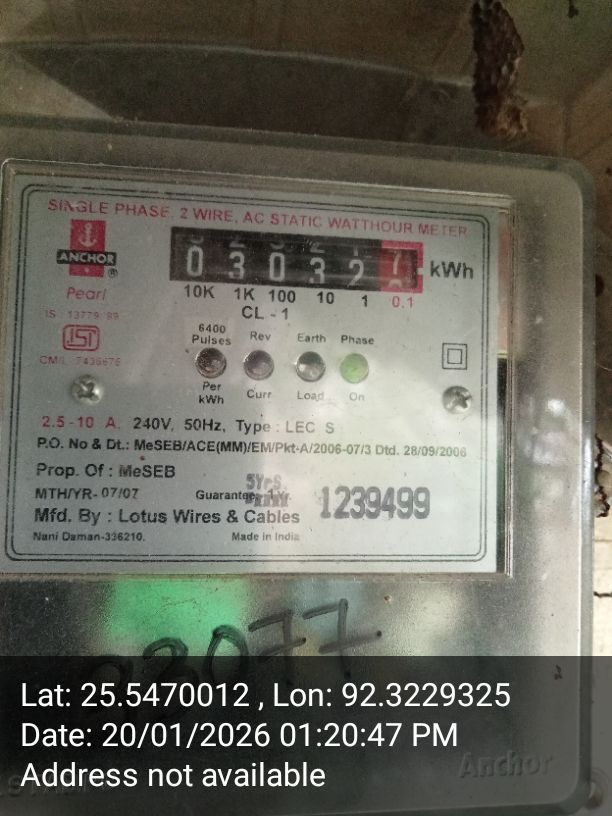 SINGLE PHASE, 2 WIRE, AC STATIC WATTHOUR METER
ANCHOR ®
Pearl
0 3 0 3 2 7 kWh
10K 1K 100 10 1 0.1
CL - 1
IS : 13779 '99
ISI
6400 Pulses Rev Earth Phase
Per kWh Curr Load On
2.5 - 10 A, 240V, 50Hz, Type : LEC S
P.O. No & Dt.: MeSEB/ACE(MM)/EM/Pkt-A/2006-07/3 Dtd. 28/09/2006
Prop. Of : MeSEB
5Yrs.
MTH/YR- 07/07 Guarantee
1239499
Mfd. By : Lotus Wires & Cables
Nani Daman-336210. Made in India
3077
Lat: 25.5470012 , Lon: 92.3229325
Date: 20/01/2026 01:20:47 PM
Address not available
Anchor